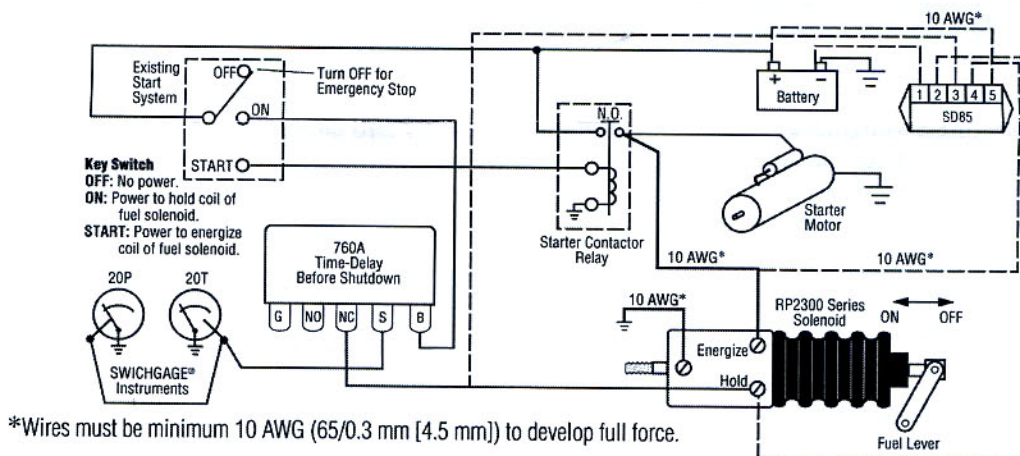 10 AWG*
Existing
Start
System
OFF
Turn OFF for
Emergency Stop
ON
START
+
–
Battery
1 2 3 4 5
SD85
N.O.
Key Switch
OFF: No power.
ON: Power to hold coil of
fuel solenoid.
START: Power to energize
coil of fuel solenoid.
Starter Contactor
Relay
Starter
Motor
10 AWG*
10 AWG*
760A
Time-Delay
Before Shutdown
G NO NC S B
20P
20T
SWICHGAGE®
Instruments
10 AWG*
RP2300 Series
Solenoid
ON
OFF
Energize
Hold
Fuel Lever
*Wires must be minimum 10 AWG (65/0.3 mm [4.5 mm]) to develop full force.